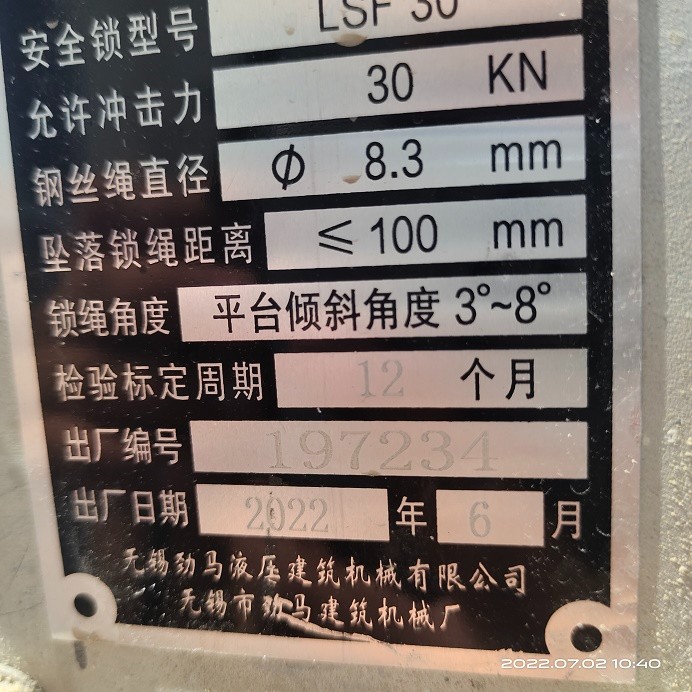 安全锁型号 LSF 30
允许冲击力 30 KN
钢丝绳直径 ϕ 8.3 mm
坠落锁绳距离 ≤ 100 mm
锁绳角度 平台倾斜角度 3°~8°
检验标定周期 12 个月
出厂编号 197234
出厂日期 2022 年 6 月
无锡劲马液压建筑机械有限公司
无锡市劲马建筑机械厂
2022.07.02 10:40